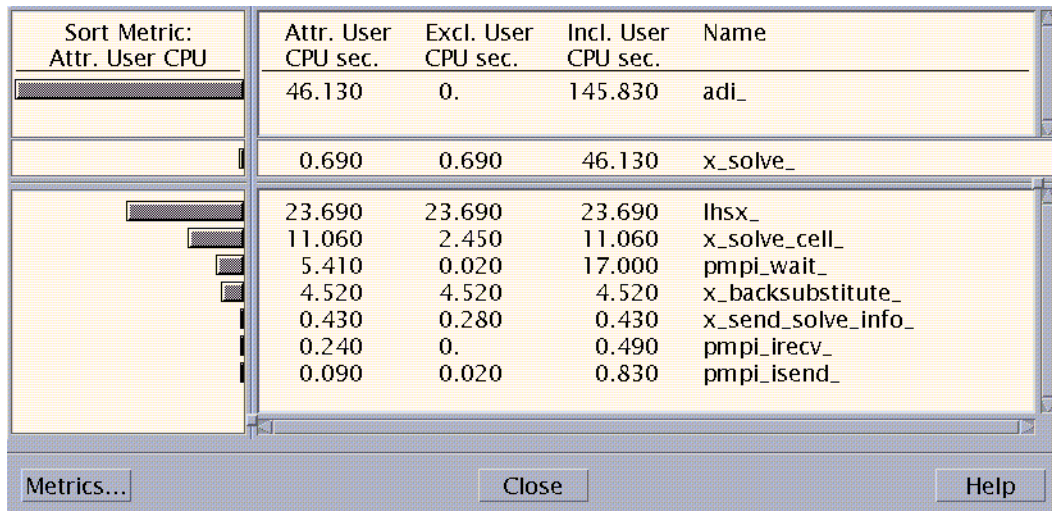 Sort Metric:
Attr. User CPU
Attr. User Excl. User Incl. User Name
CPU sec. CPU sec. CPU sec.
46.130 0. 145.830 adi_
0.690 0.690 46.130 x_solve_
23.690 23.690 23.690 lhsx_
11.060 2.450 11.060 x_solve_cell_
5.410 0.020 17.000 pmpi_wait_
4.520 4.520 4.520 x_backsubstitute_
0.430 0.280 0.430 x_send_solve_info_
0.240 0. 0.490 pmpi_irecv_
0.090 0.020 0.830 pmpi_isend_
Metrics... Close Help